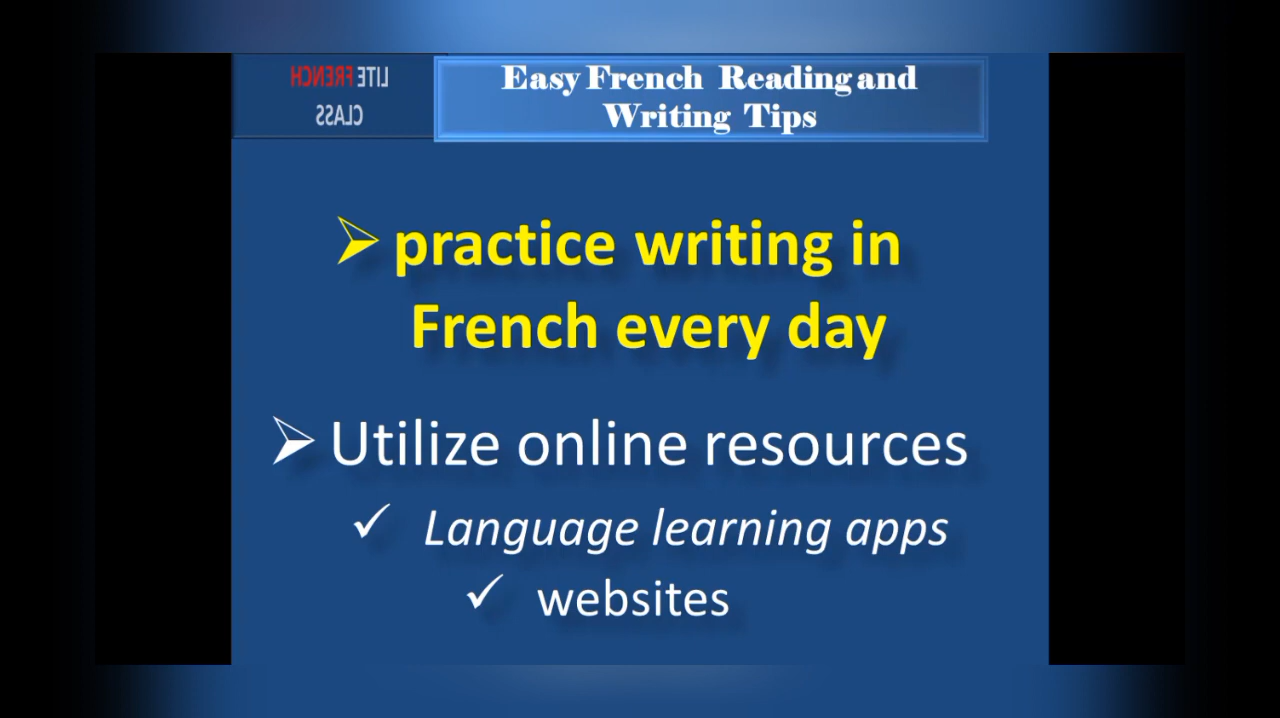 LITE FRENCH
CLASS
Easy French Reading and
Writing Tips
➢ practice writing in
French every day
➢ Utilize online resources
✓ Language learning apps
✓ websites